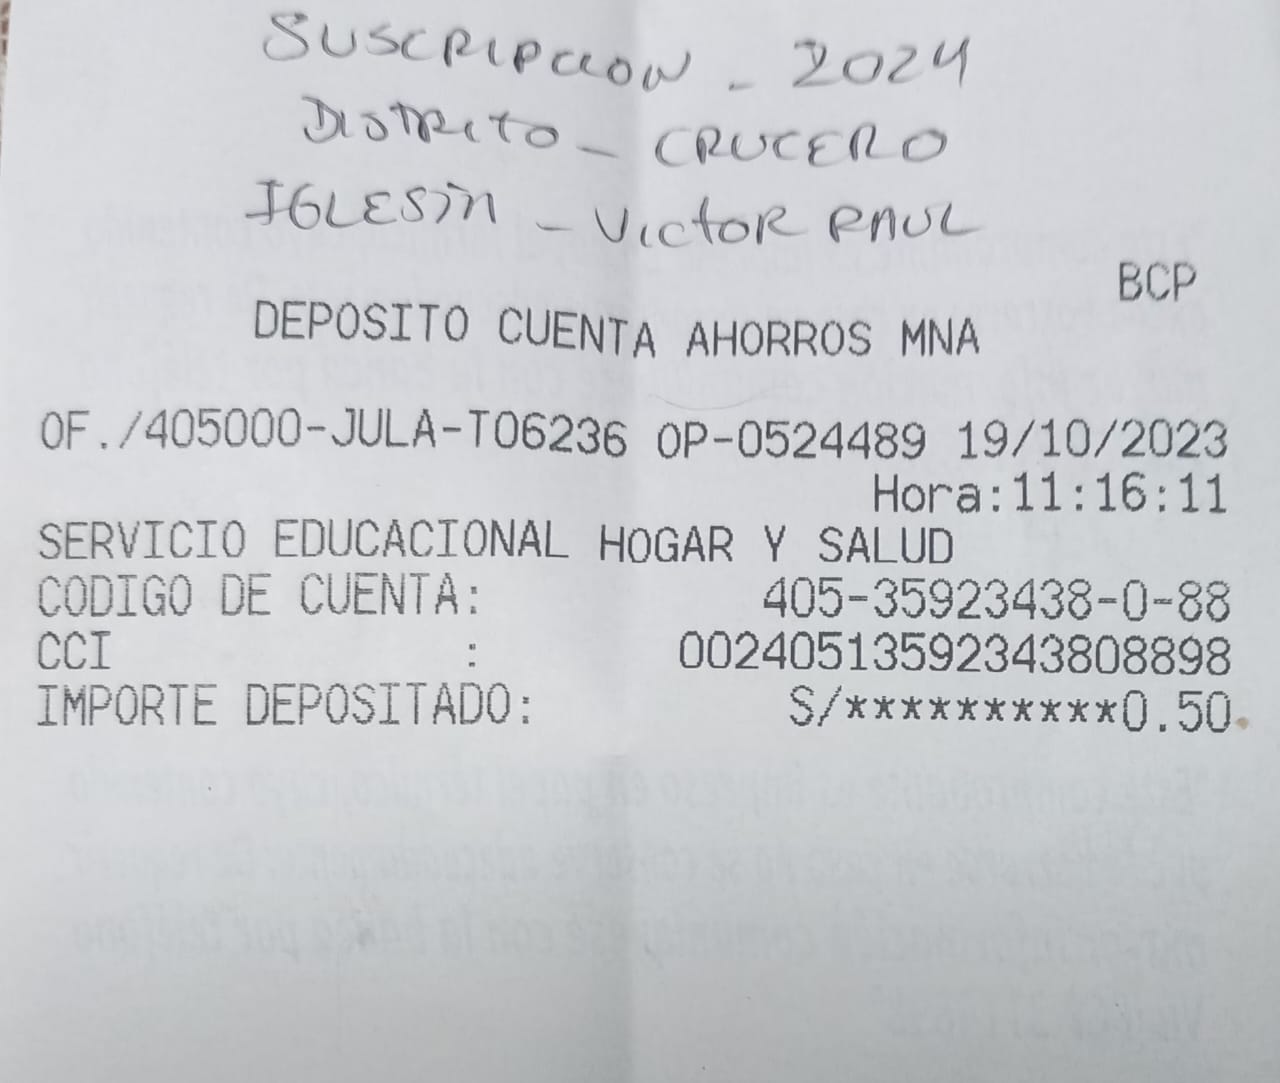 SUSCRIPCION - 2024
DISTRITO - CRUCERO
IGLESIA - VICTOR RAUL
BCP
DEPOSITO CUENTA AHORROS MNA
OF./405000-JULA-T06236 OP-0524489 19/10/2023
Hora:11:16:11
SERVICIO EDUCACIONAL HOGAR Y SALUD
CODIGO DE CUENTA: 405-35923438-0-88
CCI : 00240513592343808898
IMPORTE DEPOSITADO: S/**********0.50